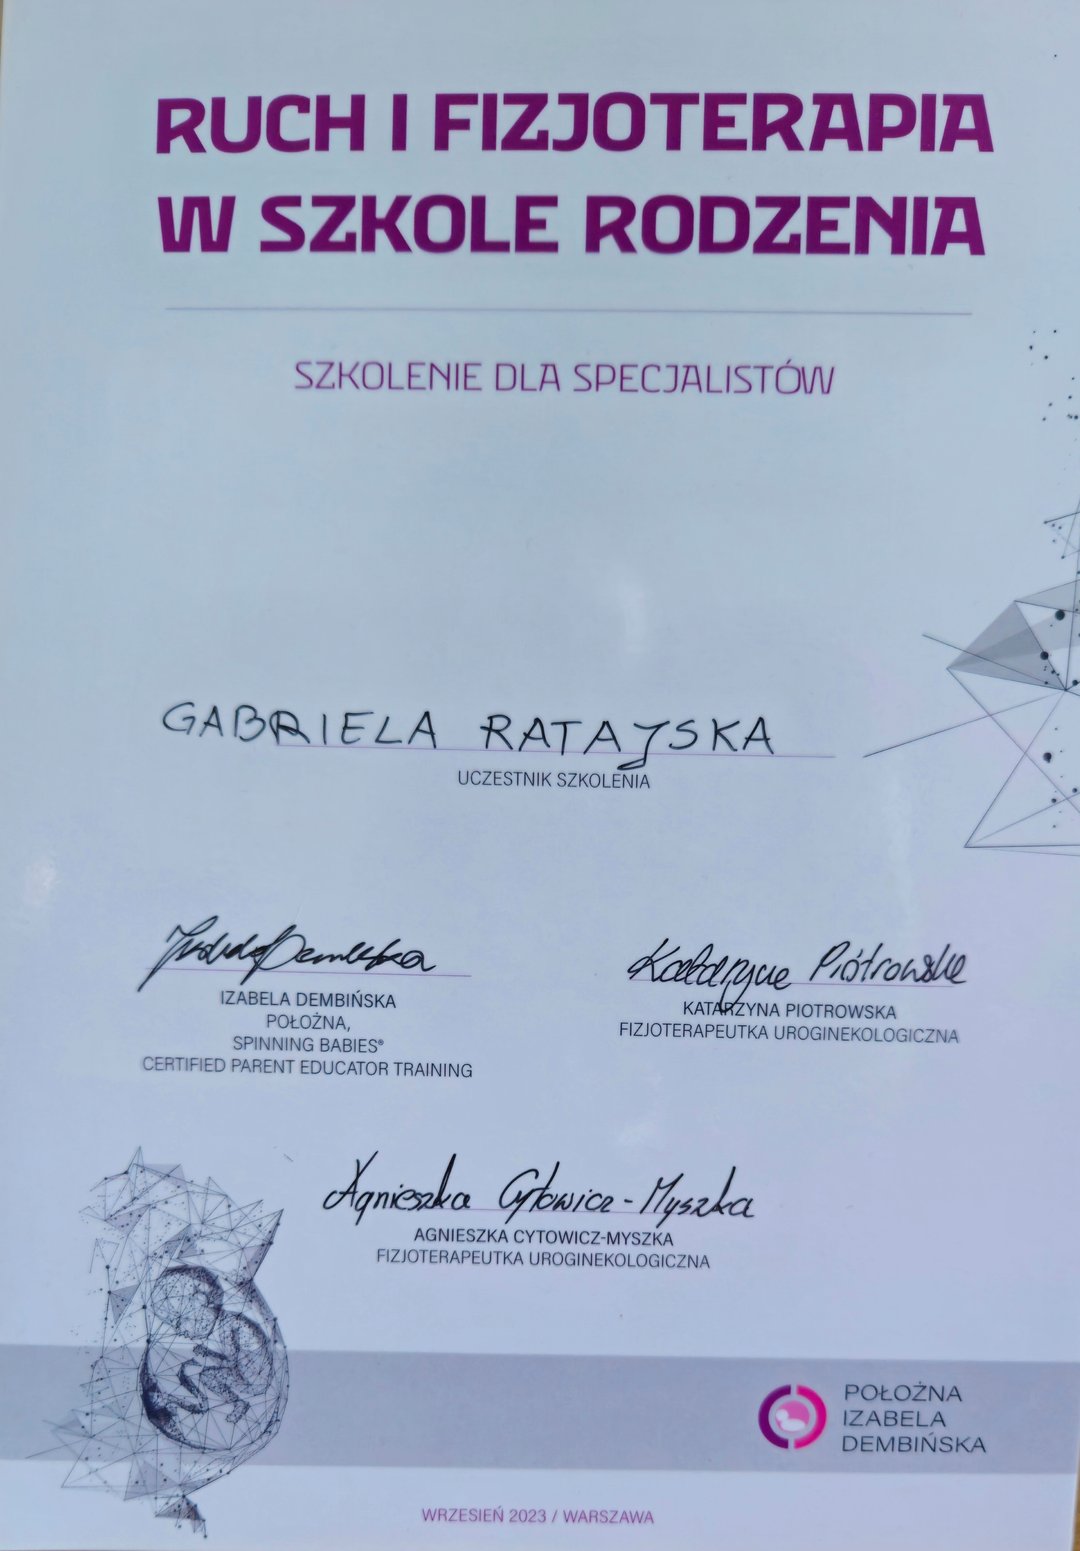 RUCH I FIZJOTERAPIA
W SZKOLE RODZENIA
SZKOLENIE DLA SPECJALISTÓW
GABRIELA RATAJSKA
UCZESTNIK SZKOLENIA
Katarzyna Piotrowska
IZABELA DEMBIŃSKA
POŁOŻNA,
SPINNING BABIES®
CERTIFIED PARENT EDUCATOR TRAINING
KATARZYNA PIOTROWSKA
FIZJOTERAPEUTKA UROGINEKOLOGICZNA
Agnieszka Cytowicz-Myszka
AGNIESZKA CYTOWICZ-MYSZKA
FIZJOTERAPEUTKA UROGINEKOLOGICZNA
POŁOŻNA
IZABELA
DEMBIŃSKA
WRZESIEŃ 2023 / WARSZAWA